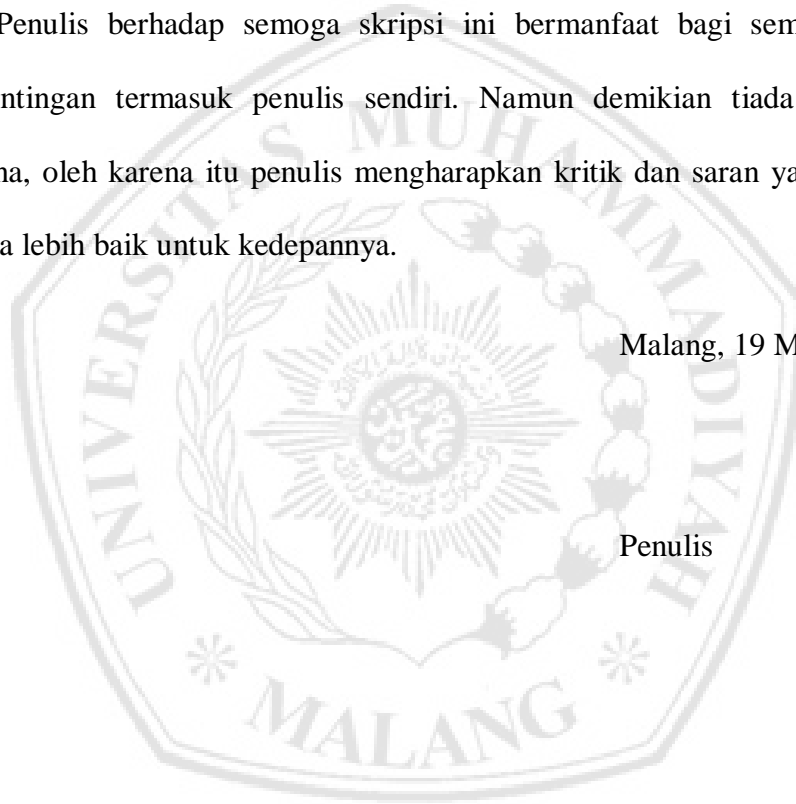 Penulis berhadap semoga skripsi ini bermanfaat bagi sem
ntingan termasuk penulis sendiri. Namun demikian tiada
na, oleh karena itu penulis mengharapkan kritik dan saran ya
a lebih baik untuk kedepannya.
Malang, 19 M
Penulis
UNIVERSITAS MUHAMMADIYAH
MALANG